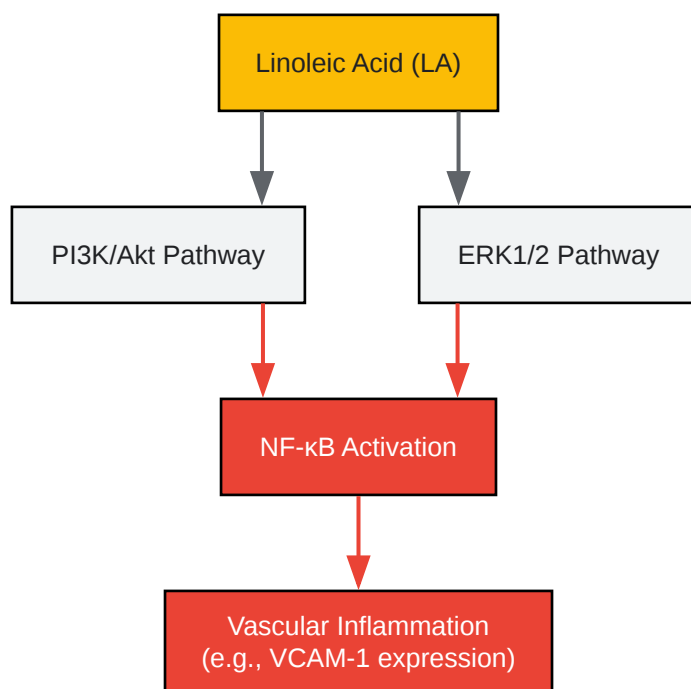 Linoleic Acid (LA)
PI3K/Akt Pathway
ERK1/2 Pathway
NF-κB Activation
Vascular Inflammation
(e.g., VCAM-1 expression)